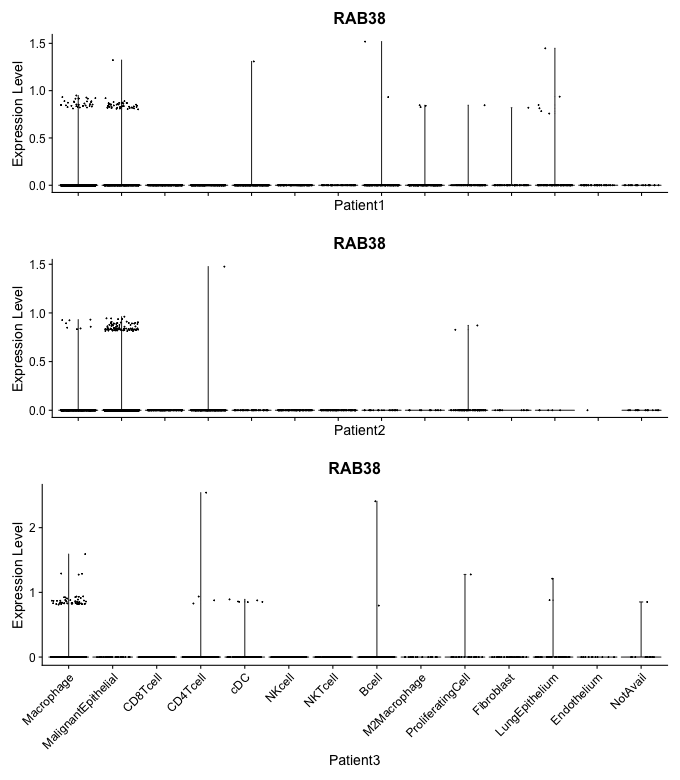 RAB38
Expression Level
1.5
1.0
0.5
0.0
Patient1
RAB38
Expression Level
1.5
1.0
0.5
0.0
Patient2
RAB38
Expression Level
2
1
0
Macrophage
MalignantEpithelial
CD8Tcell
CD4Tcell
cDC
NKcell
NKTcell
Bcell
M2Macrophage
ProliferatingCell
Fibroblast
LungEpithelium
Endothelium
NotAvail
Patient3